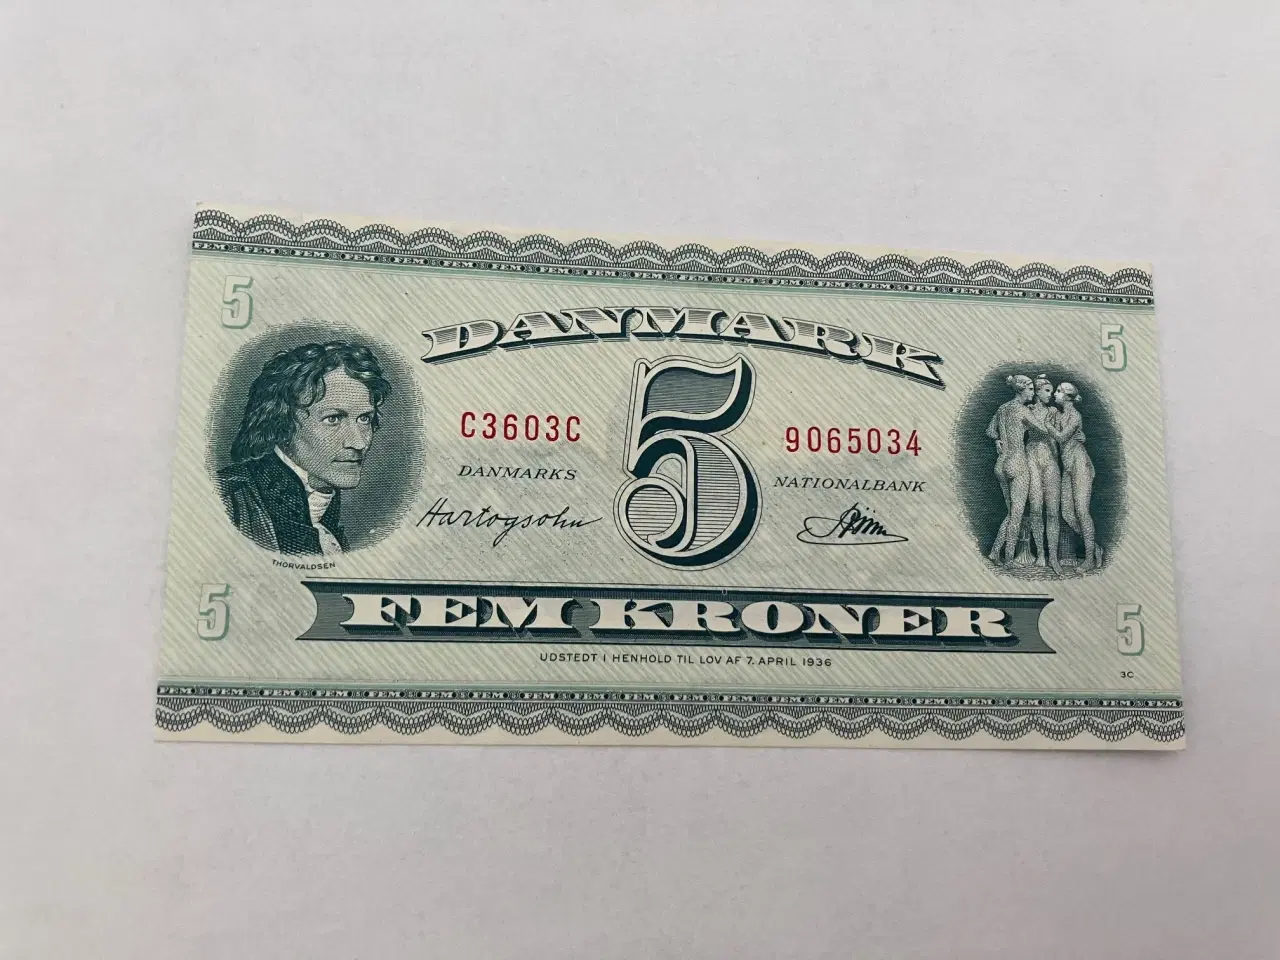 5 5
DANMARK
C3603C 9065034
5
DANMARKS NATIONALBANK
Hartogsohn
THORVALDSEN
5 5
FEM KRONER
UDSTEDT I HENHOLD TIL LOV AF 7. APRIL 1936
3C